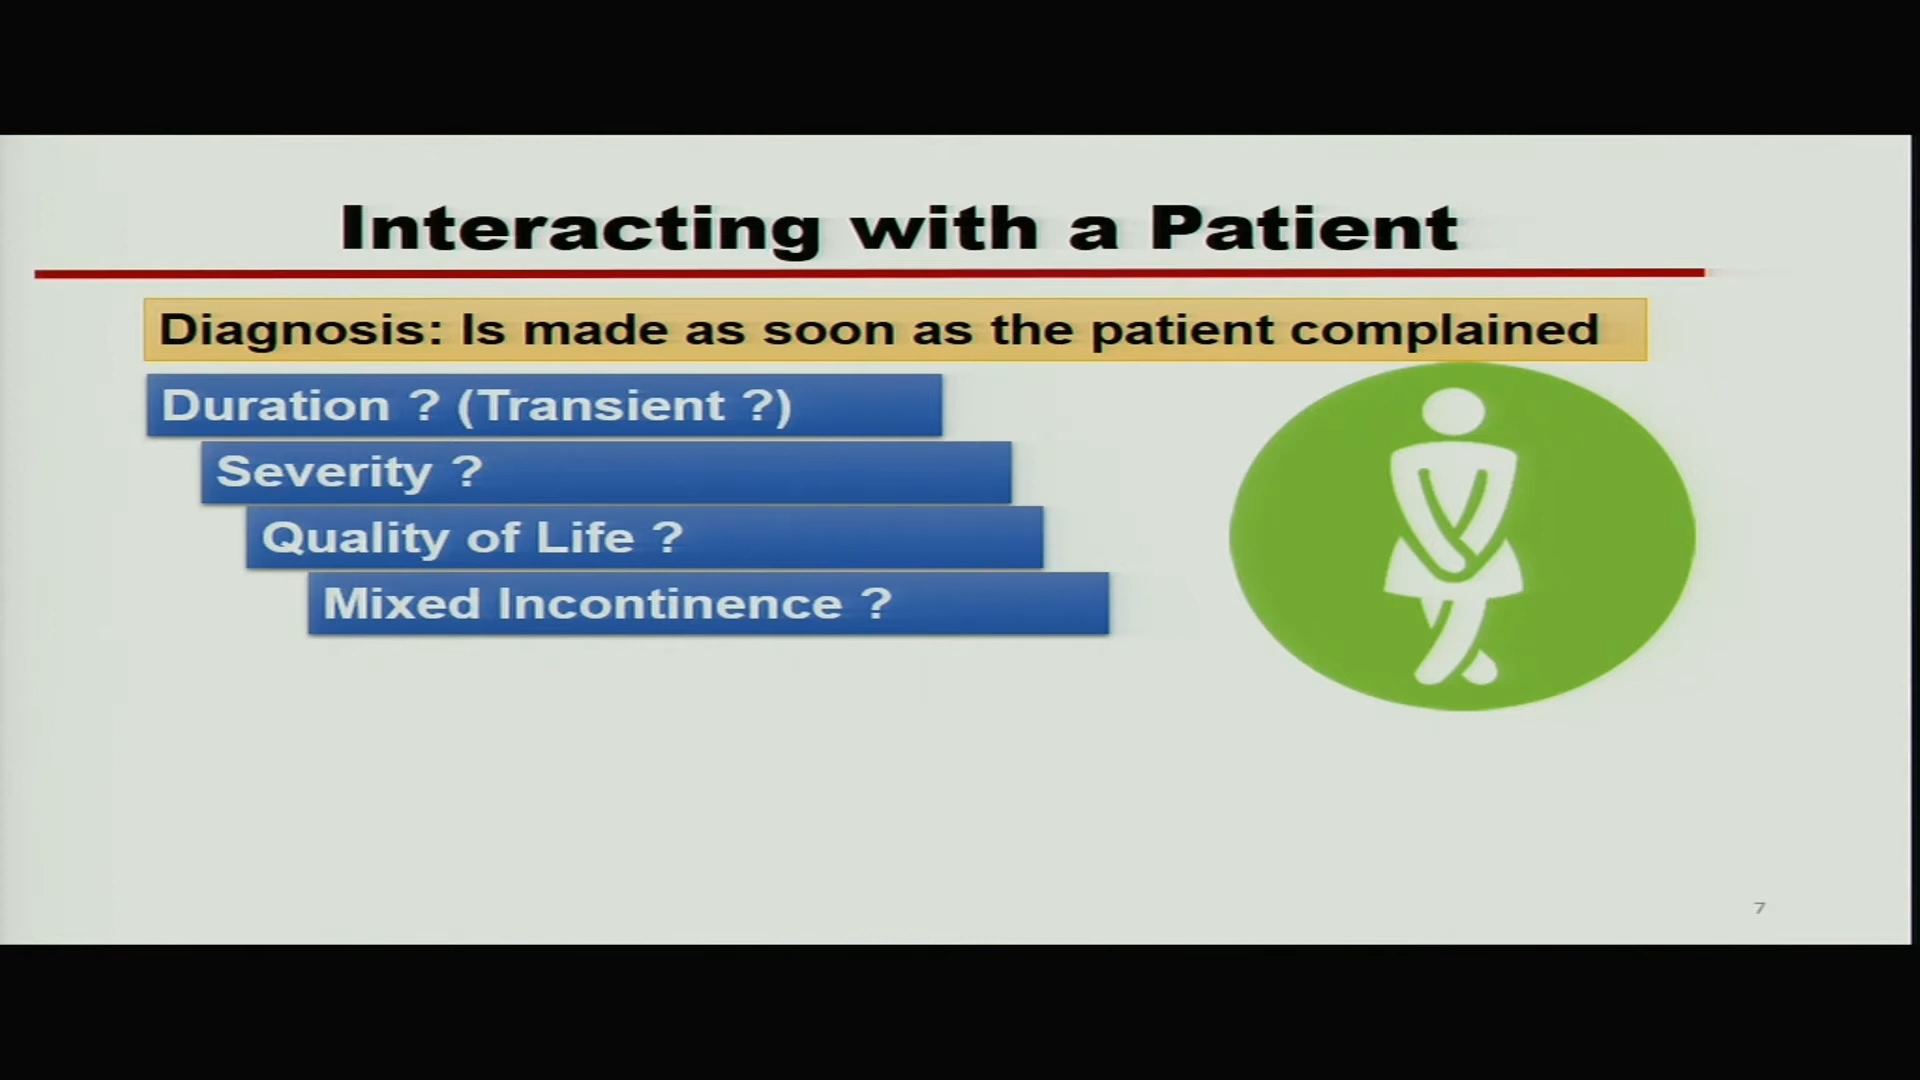 Interacting with a Patient
Diagnosis: Is made as soon as the patient complained
Duration ? (Transient ?)
Severity ?
Quality of Life ?
Mixed Incontinence ?
7